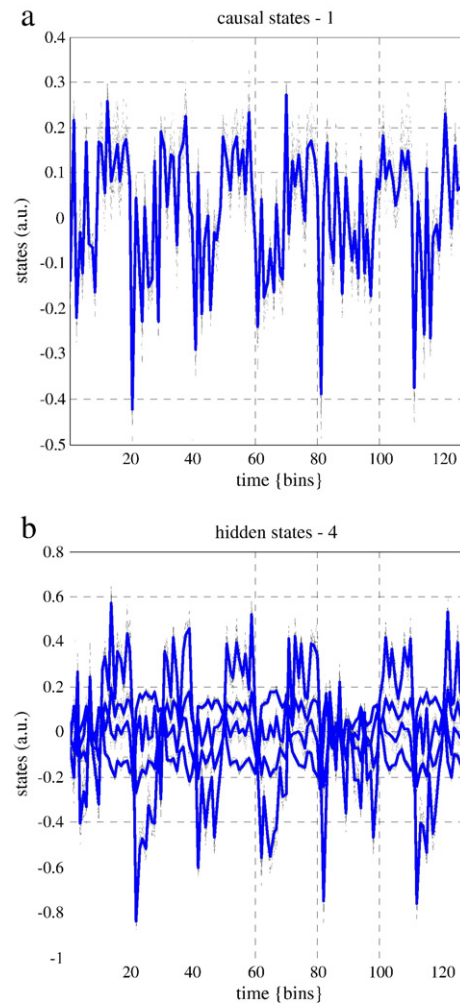 a
causal states - 1
0.4
0.3
0.2
0.1
0
-0.1
-0.2
-0.3
-0.4
-0.5
states (a.u.)
20 40 60 80 100 120
time {bins}
b
hidden states - 4
0.8
0.6
0.4
0.2
0
-0.2
-0.4
-0.6
-0.8
-1
states (a.u.)
20 40 60 80 100 120
time {bins}